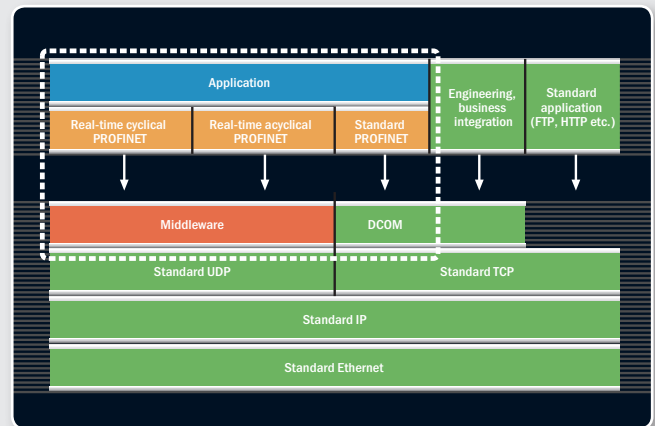 Application
Engineering,
business
integration
Standard
application
(FTP, HTTP etc.)
Real-time cyclical
PROFINET
Real-time acyclical
PROFINET
Standard
PROFINET
Middleware
DCOM
Standard UDP
Standard TCP
Standard IP
Standard Ethernet